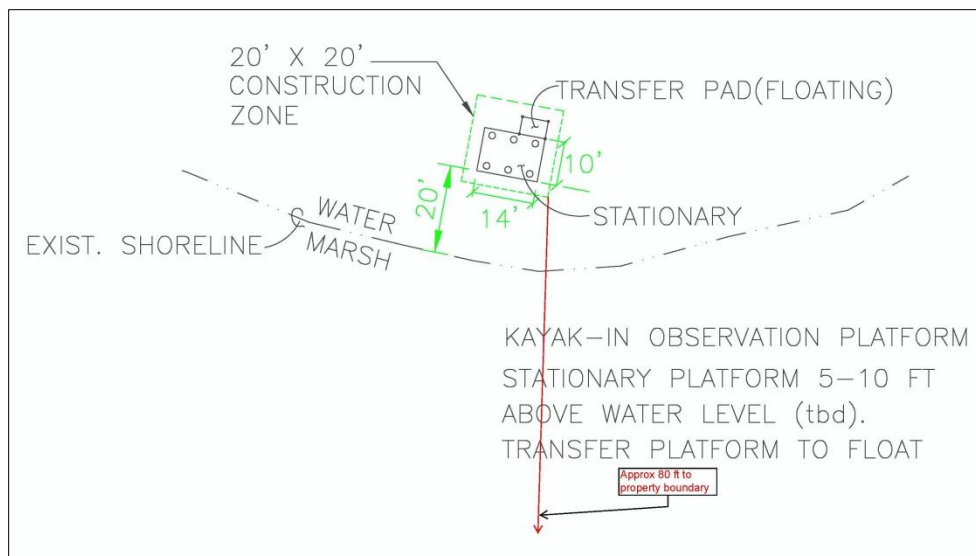 20' X 20'
CONSTRUCTION
ZONE
TRANSFER PAD(FLOATING)
10'
20'
14'
STATIONARY
WATER
MARSH
EXIST. SHORELINE
KAYAK-IN OBSERVATION PLATFORM
STATIONARY PLATFORM 5-10 FT
ABOVE WATER LEVEL (tbd).
TRANSFER PLATFORM TO FLOAT
Approx 80 ft to
property boundary